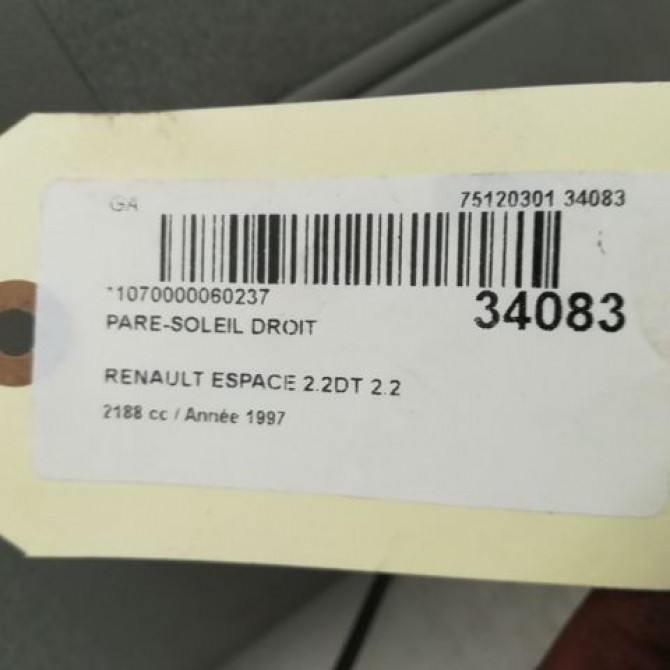 GA 75120301 34083
*1070000060237 34083
PARE-SOLEIL DROIT
RENAULT ESPACE 2.2DT 2.2
2188 cc / Année 1997